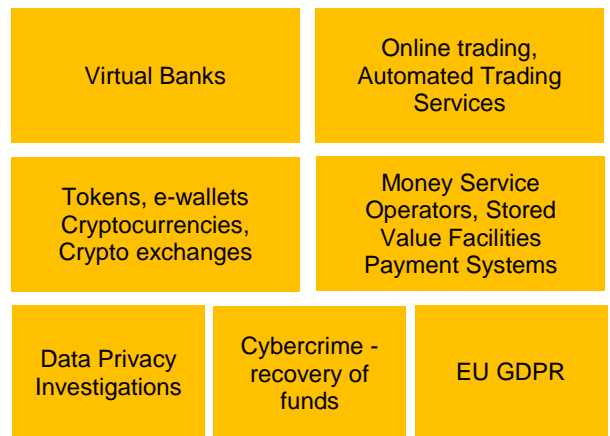 Virtual Banks
Online trading,
Automated Trading
Services
Tokens, e-wallets
Cryptocurrencies,
Crypto exchanges
Money Service
Operators, Stored
Value Facilities
Payment Systems
Data Privacy
Investigations
Cybercrime -
recovery of
funds
EU GDPR